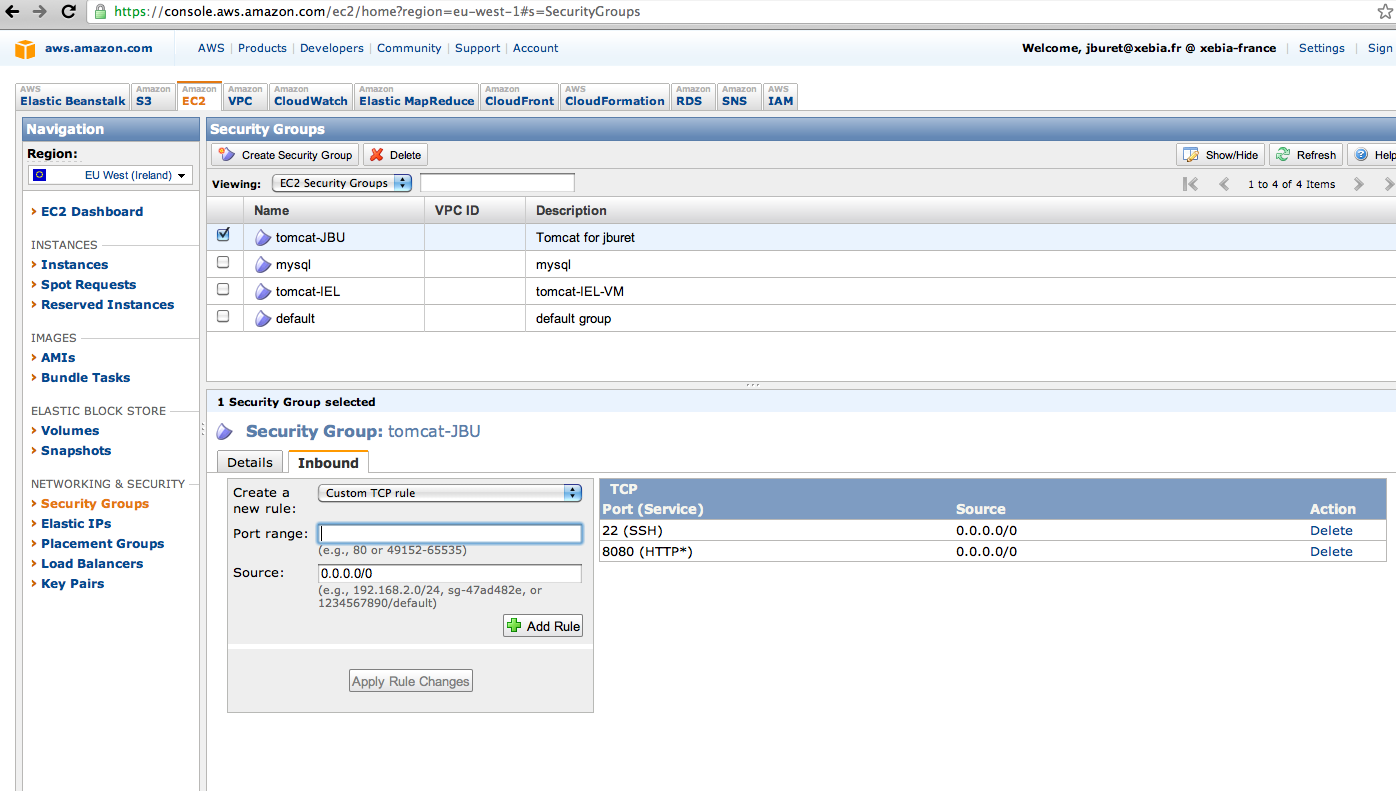 https://console.aws.amazon.com/ec2/home?region=eu-west-1#s=SecurityGroups
aws.amazon.com AWS | Products | Developers | Community | Support | Account Welcome, jburet@xebia.fr @ xebia-france | Settings | Sign
AWS Amazon Amazon Amazon Amazon Amazon Amazon AWS Amazon Amazon AWS
Elastic Beanstalk S3 EC2 VPC CloudWatch Elastic MapReduce CloudFront CloudFormation RDS SNS IAM
Navigation
Region:
EU West (Ireland)
EC2 Dashboard
INSTANCES
Instances
Spot Requests
Reserved Instances
IMAGES
AMIs
Bundle Tasks
ELASTIC BLOCK STORE
Volumes
Snapshots
NETWORKING & SECURITY
Security Groups
Elastic IPs
Placement Groups
Load Balancers
Key Pairs
Security Groups
Create Security Group Delete Show/Hide Refresh Help
Viewing: EC2 Security Groups 1 to 4 of 4 Items
Name VPC ID Description
tomcat-JBU Tomcat for jburet
mysql mysql
tomcat-IEL tomcat-IEL-VM
default default group
1 Security Group selected
Security Group: tomcat-JBU
Details Inbound
Create a new rule: Custom TCP rule
Port range:
(e.g., 80 or 49152-65535)
Source: 0.0.0.0/0
(e.g., 192.168.2.0/24, sg-47ad482e, or
1234567890/default)
Add Rule
Apply Rule Changes
TCP
Port (Service) Source Action
22 (SSH) 0.0.0.0/0 Delete
8080 (HTTP*) 0.0.0.0/0 Delete